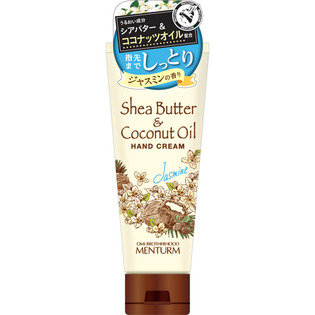 うるおい成分
シアバター &
ココナッツオイル配合
指先まで しっとり
ジャスミンの香り
Shea Butter
&
Coconut Oil
HAND CREAM
Jasmine
OMI BROTHERHOOD
MENTURM